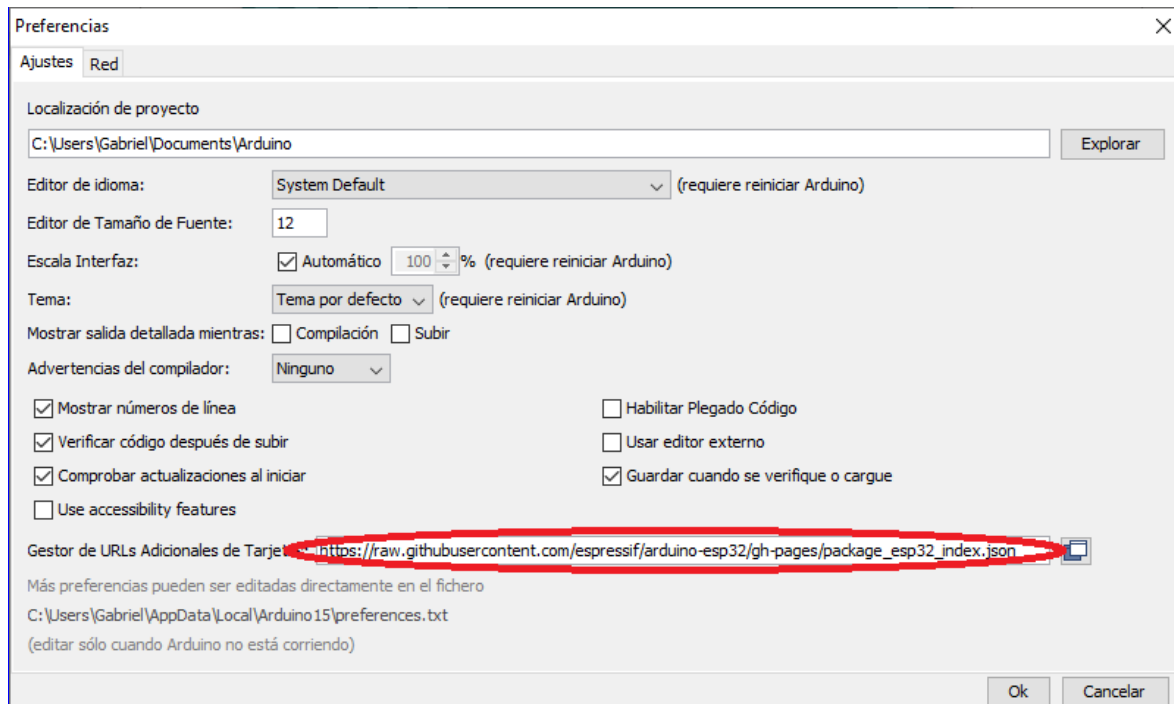 Preferencias
Ajustes Red
Localización de proyecto
C:\Users\Gabriel\Documents\Arduino Explorar
Editor de idioma: System Default (requiere reiniciar Arduino)
Editor de Tamaño de Fuente: 12
Escala Interfaz: Automático 100 % (requiere reiniciar Arduino)
Tema: Tema por defecto (requiere reiniciar Arduino)
Mostrar salida detallada mientras: Compilación Subir
Advertencias del compilador: Ninguno
Mostrar números de línea Habilitar Plegado Código
Verificar código después de subir Usar editor externo
Comprobar actualizaciones al iniciar Guardar cuando se verifique o cargue
Use accessibility features
Gestor de URLs Adicionales de Tarjetas: https://raw.githubusercontent.com/espressif/arduino-esp32/gh-pages/package_esp32_index.json
Más preferencias pueden ser editadas directamente en el fichero
C:\Users\Gabriel\AppData\Local\Arduino15\preferences.txt
(editar sólo cuando Arduino no está corriendo)
Ok Cancelar